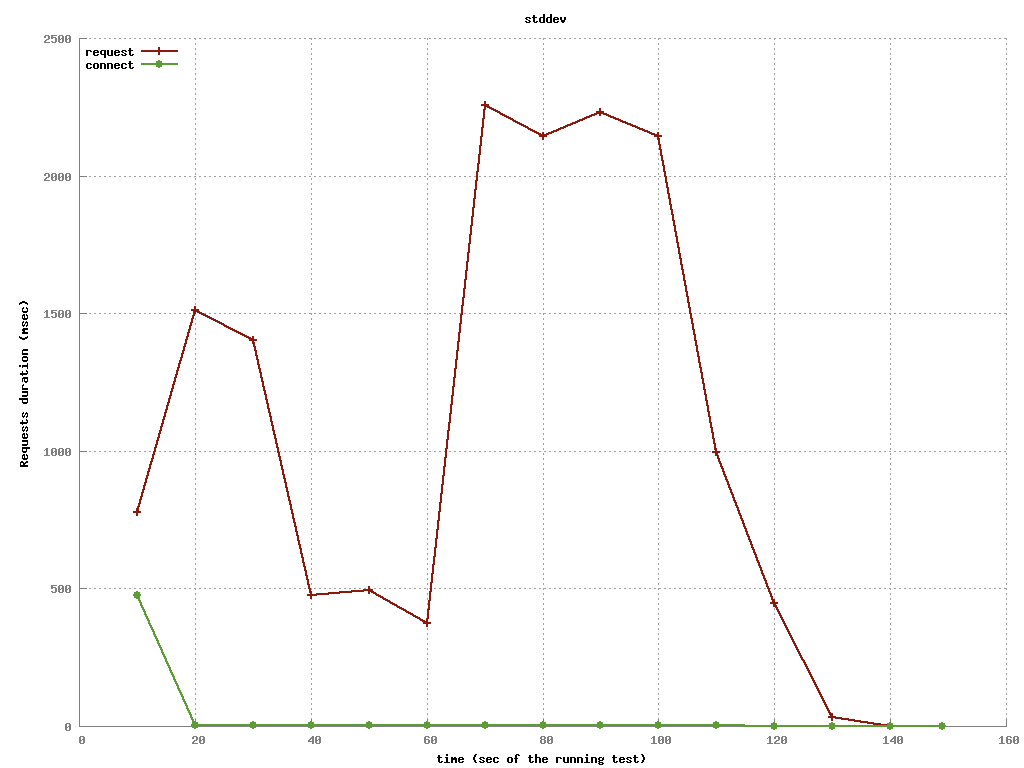 stddev
request
connect
2500
2000
1500
1000
500
0
Requests duration (msec)
0 20 40 60 80 100 120 140 160
time (sec of the running test)